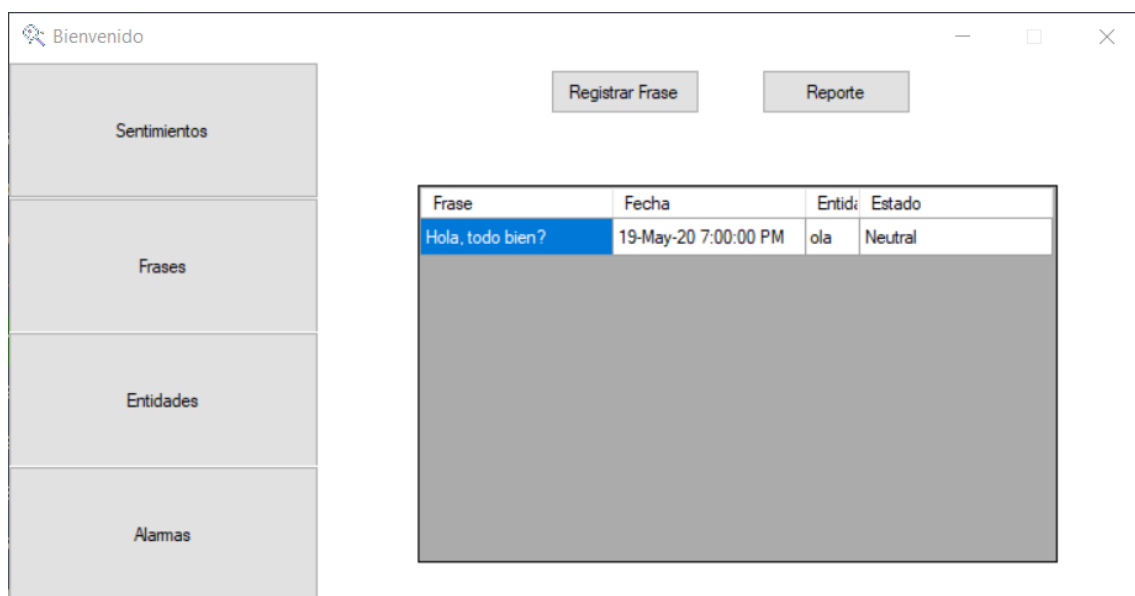 Bienvenido
Sentimientos
Frases
Entidades
Alarmas
Registrar Frase
Reporte
Frase Fecha Entida Estado
Hola, todo bien? 19-May-20 7:00:00 PM ola Neutral